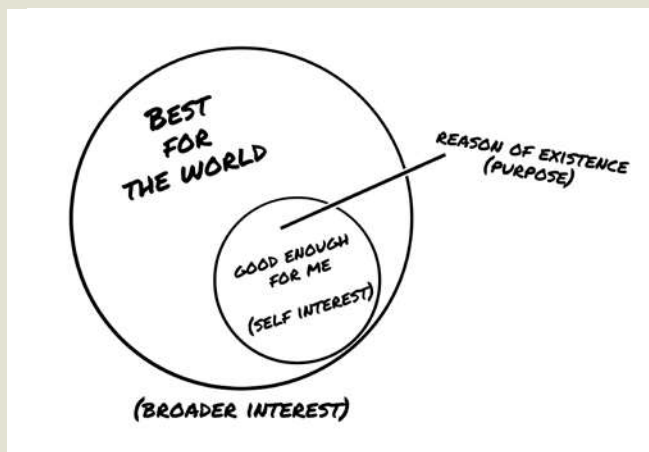 BEST
FOR
THE WORLD
REASON OF EXISTENCE
(PURPOSE)
GOOD ENOUGH
FOR ME
(SELF INTEREST)
(BROADER INTEREST)